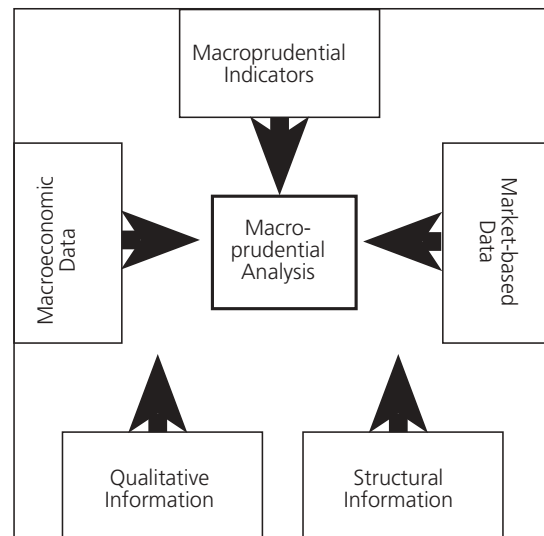 Macroprudential
Indicators
Macroeconomic
Data
Macro-
prudential
Analysis
Market-based
Data
Qualitative
Information
Structural
Information